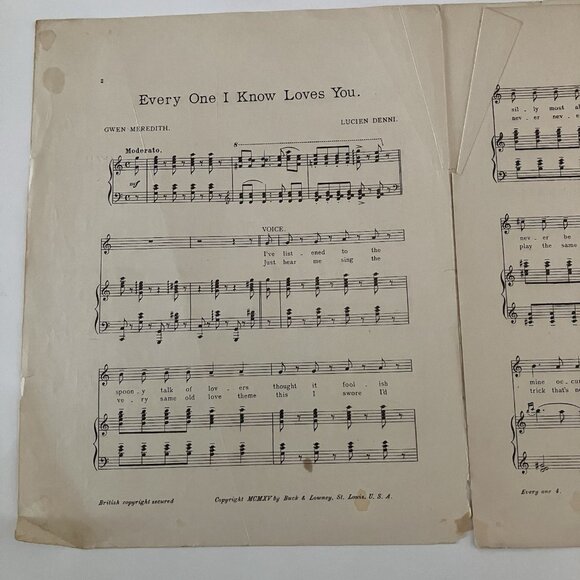 2
Every One I Know Loves You.
GWEN MEREDITH.
LUCIEN DENNI.
Moderato.
8
mf
VOICE.
I've list - ened to the
Just hear me sing the
spoon - y talk of lov - ers thought it fool - ish
ve - ry same old love theme this I swore I'd
British copyright secured
Copyright MCMXV by Buck & Lowney, St. Louis, U. S. A.
sil - ly most
nev - er nev -
nev - er be
play the same
mine oc - cur
trick that's
Every one 4.